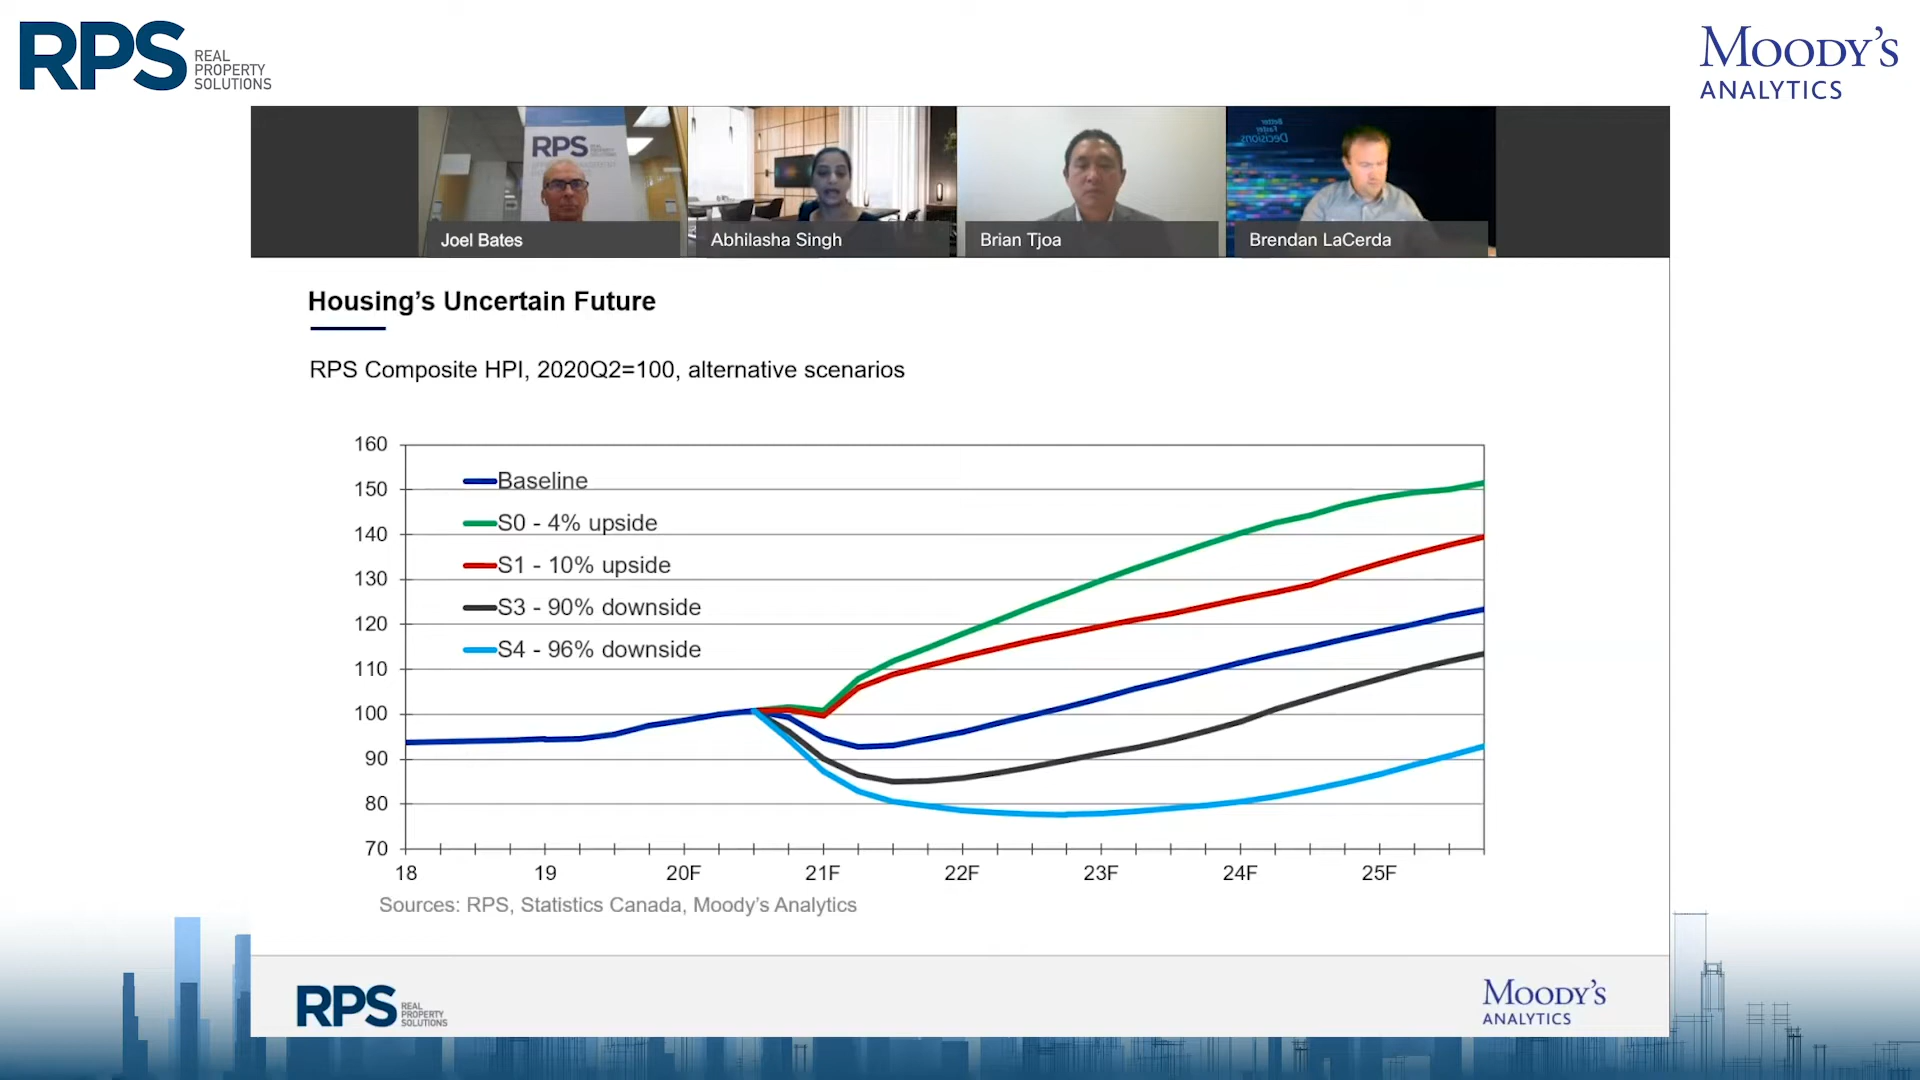 RPS REAL PROPERTY SOLUTIONS
MOODY'S ANALYTICS
RPS
Better
Faster
Decisions
Joel Bates
Abhilasha Singh
Brian Tjoa
Brendan LaCerda
Housing's Uncertain Future
RPS Composite HPI, 2020Q2=100, alternative scenarios
160
150
140
130
120
110
100
90
80
70
Baseline
S0 - 4% upside
S1 - 10% upside
S3 - 90% downside
S4 - 96% downside
18 19 20F 21F 22F 23F 24F 25F
Sources: RPS, Statistics Canada, Moody's Analytics
RPS REAL PROPERTY SOLUTIONS
MOODY'S ANALYTICS